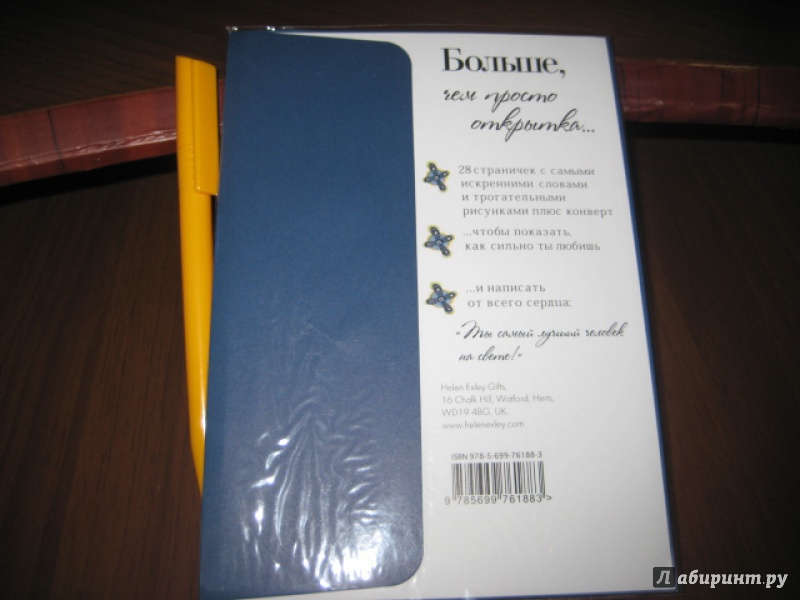 Больше,
чем просто
открытка...
28 страничек с самыми
искренними словами
и трогательными
рисунками плюс конверт
...чтобы показать,
как сильно ты любишь
...и написать
от всего сердца:
"Ты самый лучший человек
на свете!"
Helen Exley Gifts,
16 Chalk Hill, Watford, Herts,
WD19 4BG, UK.
www.helenexley.com
ISBN 978-5-699-76188-3
9 785699 761883>
Лабиринт.ру